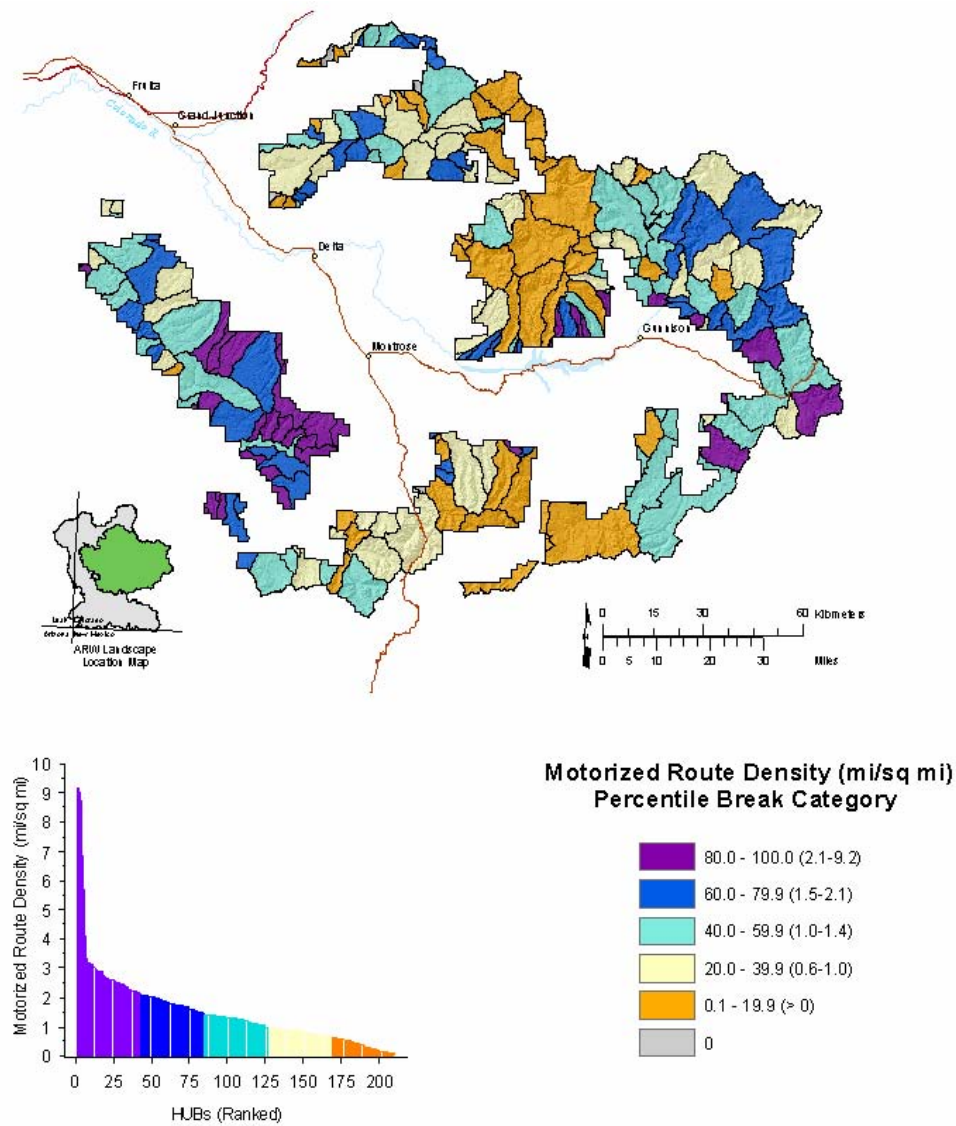 Fruita
Grand Junction
Colorado R.
Delta
Gunnison
Montrose
ARW Landscape
Location Map
0 15 30 60 Kilometers
0 5 10 20 30 Miles
Motorized Route Density (mi/sq mi)
Percentile Break Category
80.0 - 100.0 (2.1-9.2)
60.0 - 79.9 (1.5-2.1)
40.0 - 59.9 (1.0-1.4)
20.0 - 39.9 (0.6-1.0)
0.1 - 19.9 (> 0)
0
Motorized Route Density (mi/sq mi)
10
9
8
7
6
5
4
3
2
1
0
0 25 50 75 100 125 150 175 200
HUBs (Ranked)